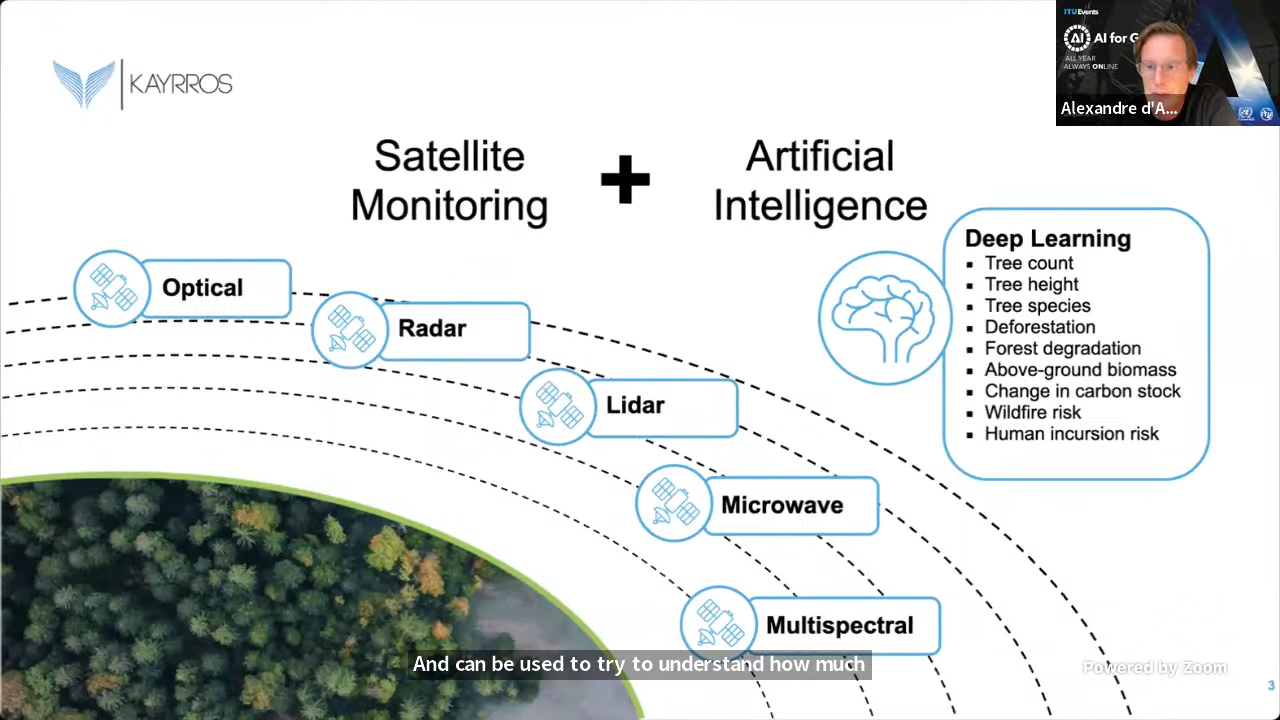 KAYRROS
ITUEvents
AI
AI for G
ALL YEAR
ALWAYS ONLINE
Alexandre d'A...
Satellite
Monitoring
+
Artificial
Intelligence
Deep Learning
▪ Tree count
▪ Tree height
▪ Tree species
▪ Deforestation
▪ Forest degradation
▪ Above-ground biomass
▪ Change in carbon stock
▪ Wildfire risk
▪ Human incursion risk
Optical
Radar
Lidar
Microwave
Multispectral
And can be used to try to understand how much
Powered by Zoom
3